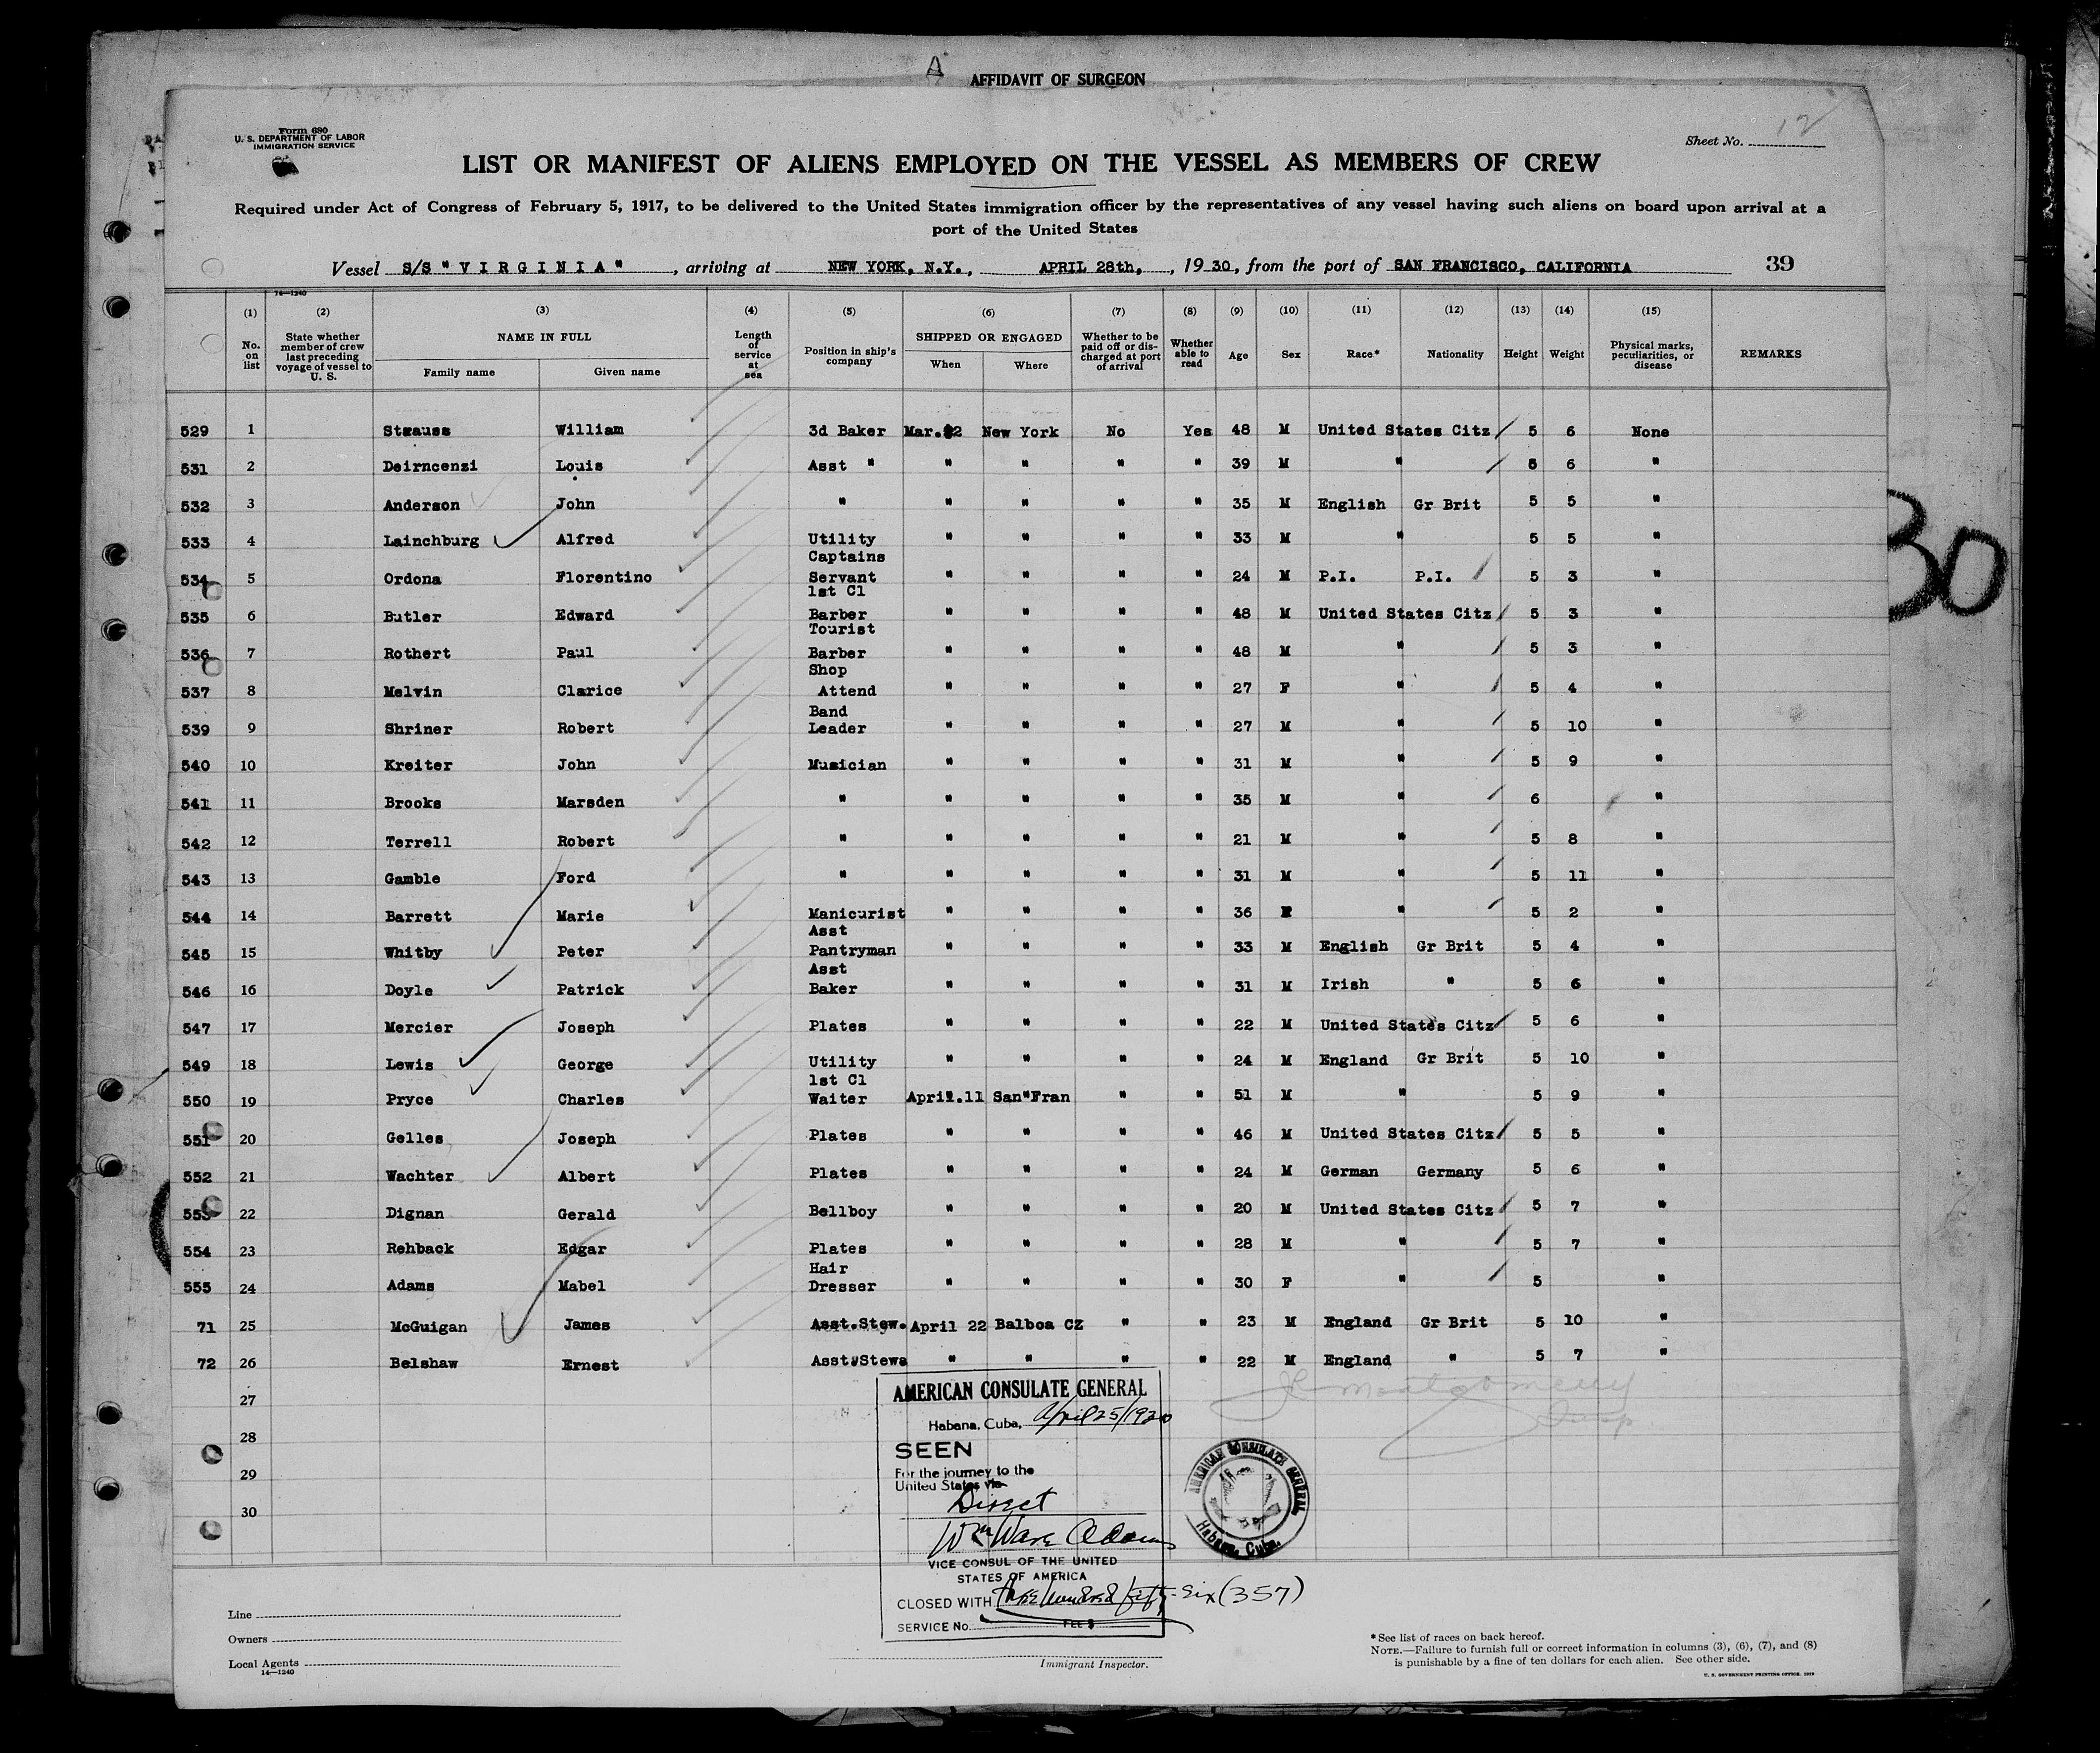 AFFIDAVIT OF SURGEON
Form 680
U. S. DEPARTMENT OF LABOR
IMMIGRATION SERVICE
Sheet No. 12
LIST OR MANIFEST OF ALIENS EMPLOYED ON THE VESSEL AS MEMBERS OF CREW
Required under Act of Congress of February 5, 1917, to be delivered to the United States immigration officer by the representatives of any vessel having such aliens on board upon arrival at a
port of the United States
Vessel S/S "VIRGINIA", arriving at NEW YORK, N.Y., APRIL 28th, , 1930, from the port of SAN FRANCISCO, CALIFORNIA 39
14—1240
(1) No. on list
(2) State whether member of crew last preceding voyage of vessel to U. S.
(3) NAME IN FULL Family name Given name
(4) Length of service at sea
(5) Position in ship's company
(6) SHIPPED OR ENGAGED When Where
(7) Whether to be paid off or discharged at port of arrival
(8) Whether able to read
(9) Age
(10) Sex
(11) Race*
(12) Nationality
(13) Height
(14) Weight
(15) Physical marks, peculiarities, or disease
REMARKS
529 1 Strauss William 3d Baker Mar.22 New York No Yes 48 M United States Citz 5 6 None
531 2 Deirncenzi Louis Asst " " " " " 39 M " 5 6 "
532 3 Anderson John " " " " " 35 M English Gr Brit 5 5 "
533 4 Lainchburg Alfred Utility " " " " 33 M " 5 5 "
534 5 Ordona Florentino Captains Servant " " " " 24 M P.I. P.I. 5 3 "
535 6 Butler Edward 1st Cl Barber " " " " 48 M United States Citz 5 3 "
536 7 Rothert Paul Tourist Barber " " " " 48 M " 5 3 "
537 8 Melvin Clarice Shop Attend " " " " 27 F " 5 4 "
539 9 Shriner Robert Band Leader " " " " 27 M " 5 10 "
540 10 Kreiter John Musician " " " " 31 M " 5 9 "
541 11 Brooks Marsden " " " " " 35 M " 6 "
542 12 Terrell Robert " " " " " 21 M " 5 8 "
543 13 Gamble Ford " " " " " 31 M " 5 11 "
544 14 Barrett Marie Manicurist " " " " 36 F " 5 2 "
545 15 Whitby Peter Asst Pantryman " " " " 33 M English Gr Brit 5 4 "
546 16 Doyle Patrick Asst Baker " " " " 31 M Irish " 5 6 "
547 17 Mercier Joseph Plates " " " " 22 M United States Citz 5 6 "
549 18 Lewis George Utility " " " " 24 M England Gr Brit 5 10 "
550 19 Pryce Charles 1st Cl Waiter April.11 San Fran " " 51 M " 5 9 "
551 20 Gelles Joseph Plates " " " " 46 M United States Citz 5 5 "
552 21 Wachter Albert Plates " " " " 24 M German Germany 5 6 "
553 22 Dignan Gerald Bellboy " " " " 20 M United States Citz 5 7 "
554 23 Rehback Edgar Plates " " " " 28 M " 5 7 "
555 24 Adams Mabel Hair Dresser " " " " 30 F " 5 "
71 25 McGuigan James Asst.Stew. April 22 Balboa CZ " " 23 M England Gr Brit 5 10 "
72 26 Belshaw Ernest Asst.Stews " " " " 22 M England " 5 7 "
27
28
29
30
30
AMERICAN CONSULATE GENERAL
Habana, Cuba, April 25/1930
SEEN
For the journey to the
United States via
Direct
Wm Ware Adams
VICE CONSUL OF THE UNITED
STATES OF AMERICA
CLOSED WITH three hundred fifty-six (357)
SERVICE No. FEE $
AMERICAN CONSULATE GENERAL
Habana, Cuba.
Montgomery
Insp
Line
Owners
Local Agents
14—1240
Immigrant Inspector.
*See list of races on back hereof.
NOTE.—Failure to furnish full or correct information in columns (3), (6), (7), and (8)
is punishable by a fine of ten dollars for each alien. See other side.
U. S. GOVERNMENT PRINTING OFFICE: 1929